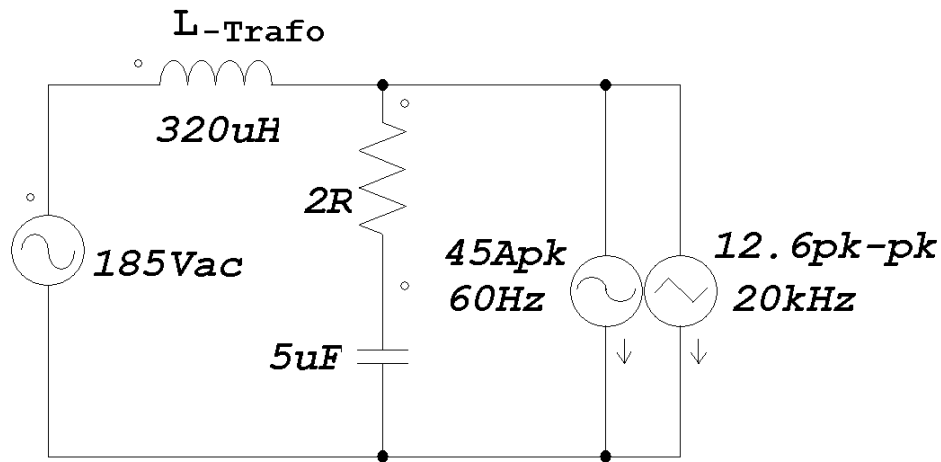 L-Trafo
320uH
2R
185Vac
45Apk
60Hz
12.6pk-pk
20kHz
5uF